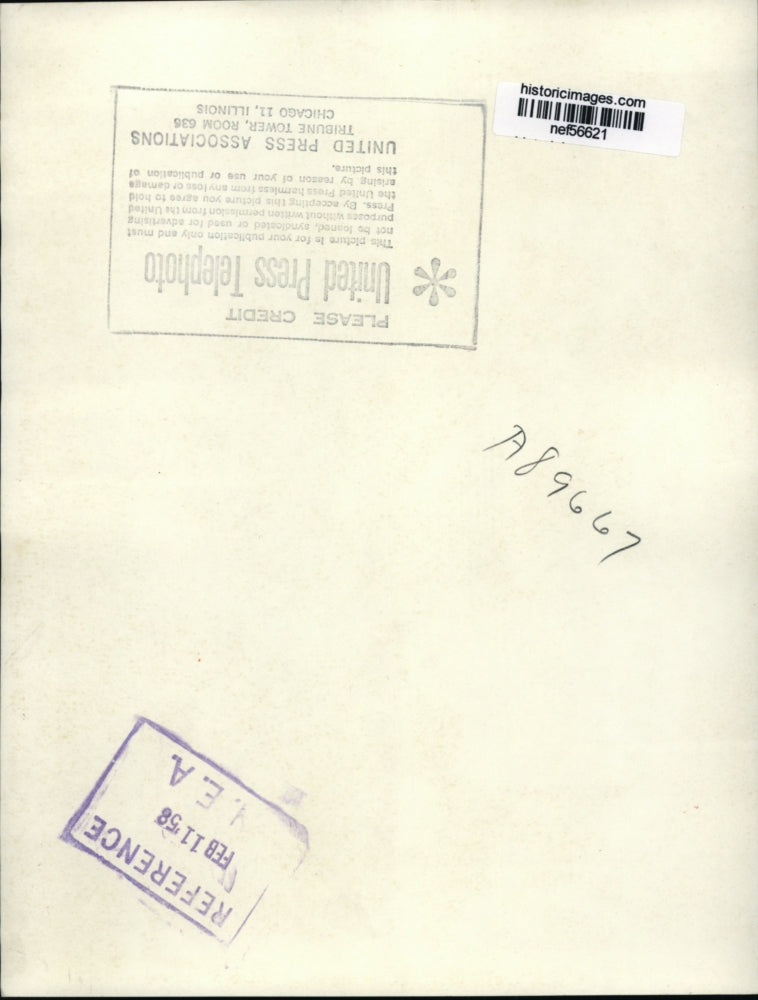 historicimages.com
nef56621
PLEASE CREDIT
United Press Telephoto
This picture is for your publication only and must
not be loaned, syndicated or used for advertising
purposes without written permission from the United
Press. By accepting this picture you agree to hold
the United Press harmless from any loss or damage
arising by reason of your use or publication of
this picture.
UNITED PRESS ASSOCIATIONS
TRIBUNE TOWER, ROOM 636
CHICAGO 11, ILLINOIS
A89667
REFERENCE
FEB 11 '58
E. A.